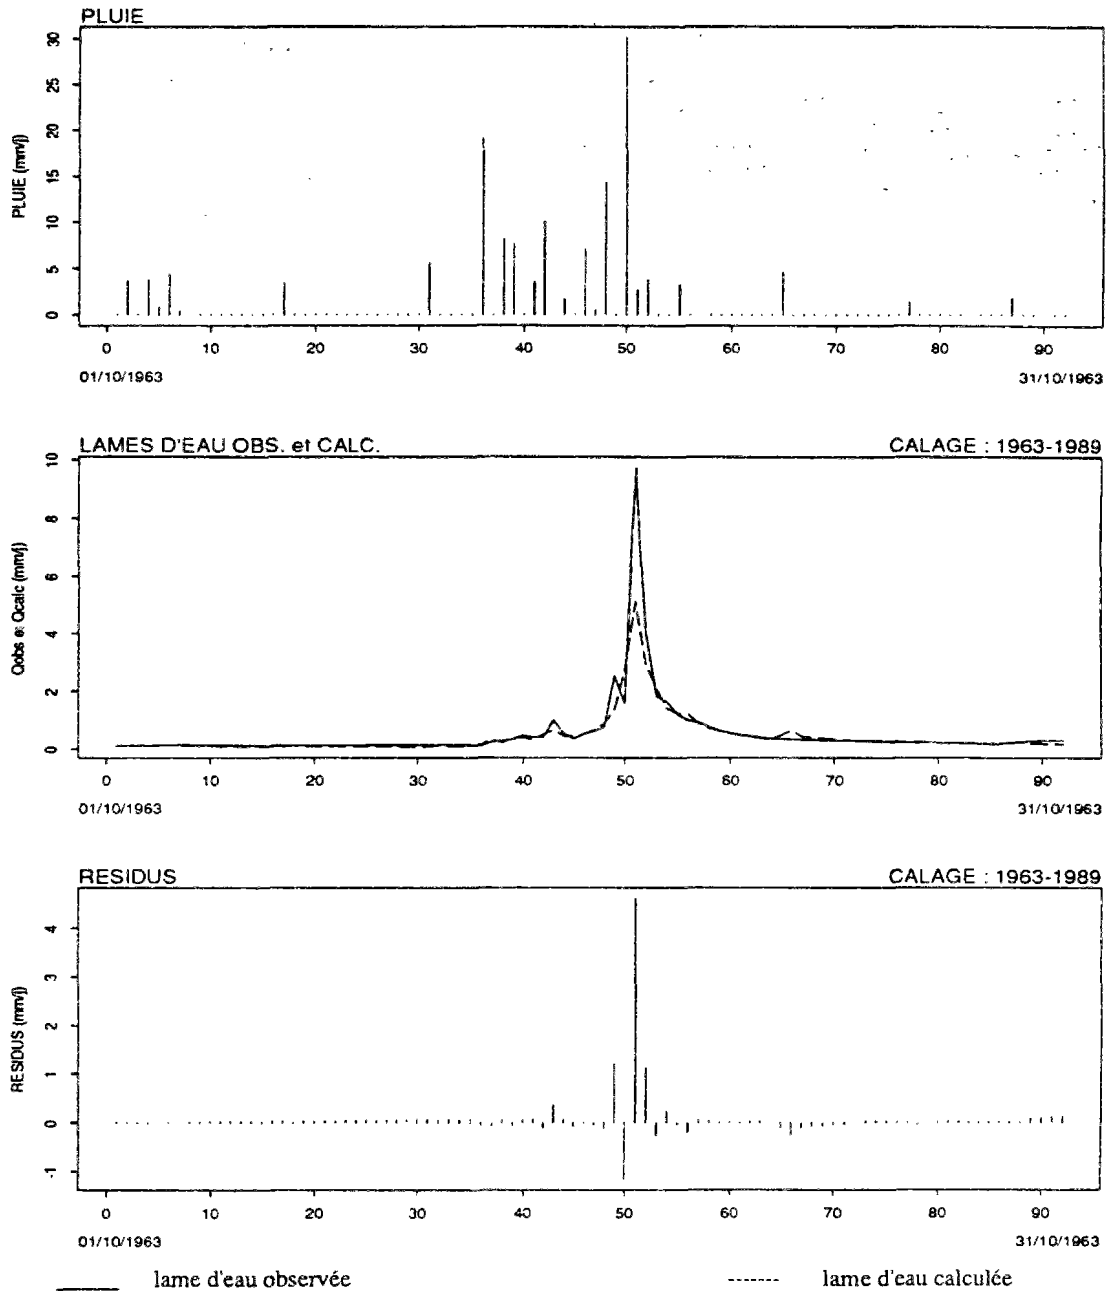 PLUIE
PLUIE (mm/j)
30
25
20
15
10
5
0
0 10 20 30 40 50 60 70 80 90
01/10/1963 31/10/1963
LAMES D'EAU OBS. et CALC. CALAGE : 1963-1989
Qobs et Qcalc (mm/j)
10
8
6
4
2
0
0 10 20 30 40 50 60 70 80 90
01/10/1963 31/10/1963
RESIDUS CALAGE : 1963-1989
RESIDUS (mm/j)
4
3
2
1
0
-1
0 10 20 30 40 50 60 70 80 90
01/10/1963 31/10/1963
lame d'eau observée lame d'eau calculée